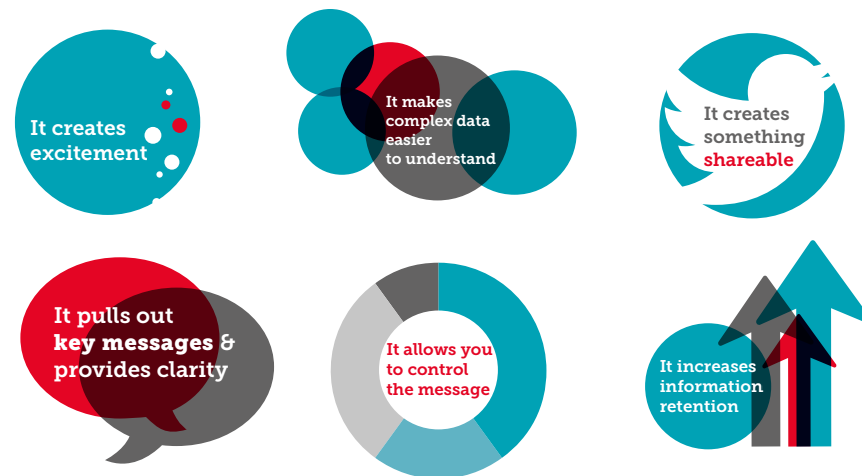 It creates
excitement
It makes
complex data
easier
to understand
It creates
something
shareable
It pulls out
key messages &
provides clarity
It allows you
to control
the message
It increases
information
retention